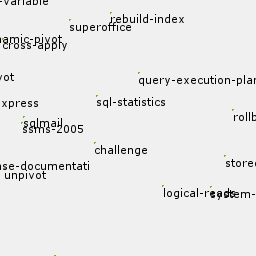 -variable
rebuild-index
superoffice
namic-pivot
cross-apply
vot
query-execution-plan
xpress
sql-statistics
rollb
sqlmail
ssms-2005
challenge
store
se-documentati
unpivot
logical-reads
system-